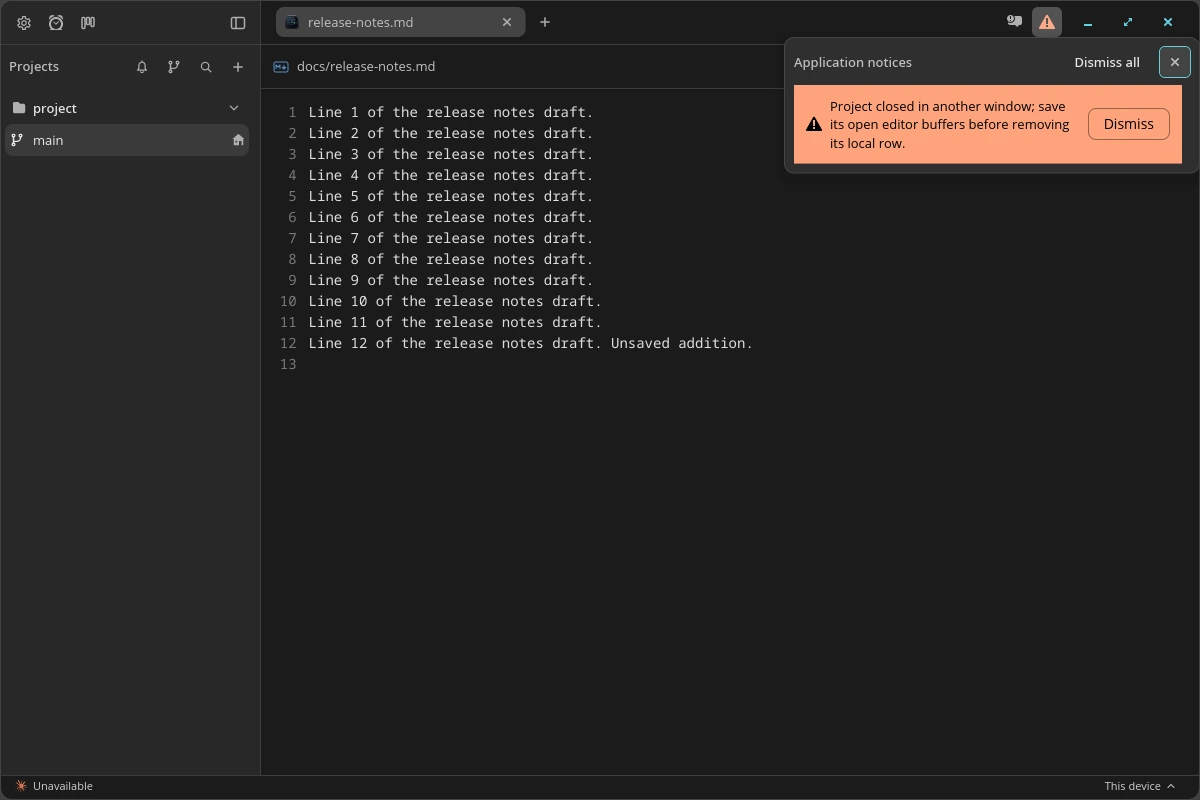 release-notes.md
Projects
docs/release-notes.md
Application notices
Dismiss all
project
main
Project closed in another window; save
its open editor buffers before removing
its local row.
Dismiss
1 Line 1 of the release notes draft.
2 Line 2 of the release notes draft.
3 Line 3 of the release notes draft.
4 Line 4 of the release notes draft.
5 Line 5 of the release notes draft.
6 Line 6 of the release notes draft.
7 Line 7 of the release notes draft.
8 Line 8 of the release notes draft.
9 Line 9 of the release notes draft.
10 Line 10 of the release notes draft.
11 Line 11 of the release notes draft.
12 Line 12 of the release notes draft. Unsaved addition.
13
Unavailable
This device